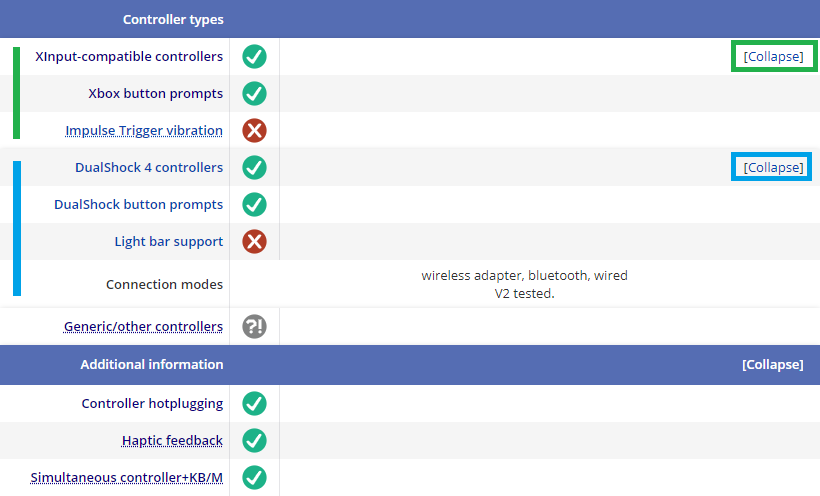 Controller types
XInput-compatible controllers [Collapse]
Xbox button prompts
Impulse Trigger vibration
DualShock 4 controllers [Collapse]
DualShock button prompts
Light bar support
Connection modes wireless adapter, bluetooth, wired
V2 tested.
Generic/other controllers ?!
Additional information [Collapse]
Controller hotplugging
Haptic feedback
Simultaneous controller+KB/M